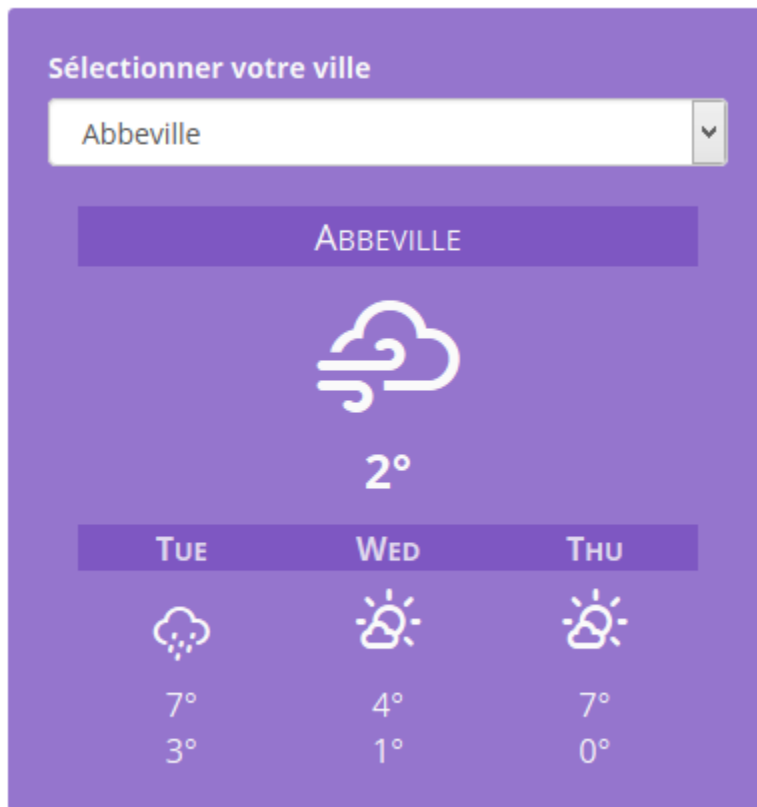 Sélectionner votre ville
Abbeville
ABBEVILLE
2°
TUE WED THU
7° 4° 7°
3° 1° 0°